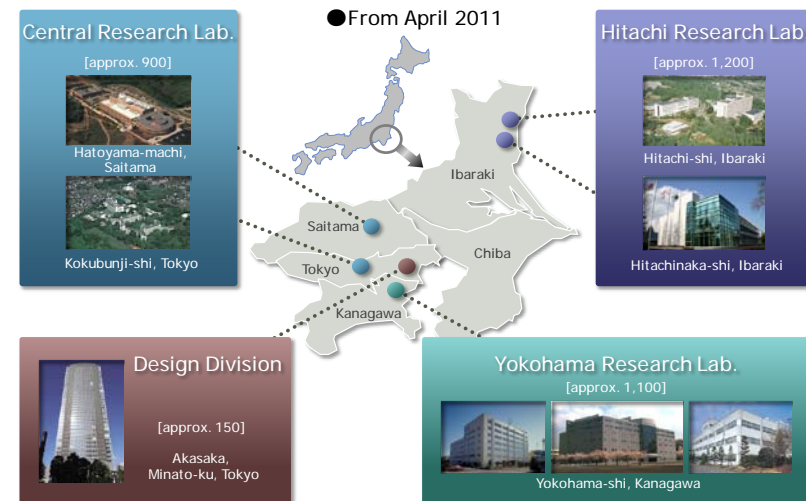 ●From April 2011
Central Research Lab.
[approx. 900]
Hatoyama-machi,
Saitama
Kokubunji-shi, Tokyo
Hitachi Research Lab
[approx. 1,200]
Hitachi-shi, Ibaraki
Hitachinaka-shi, Ibaraki
Ibaraki
Saitama
Chiba
Tokyo
Kanagawa
Design Division
[approx. 150]
Akasaka,
Minato-ku, Tokyo
Yokohama Research Lab.
[approx. 1,100]
Yokohama-shi, Kanagawa